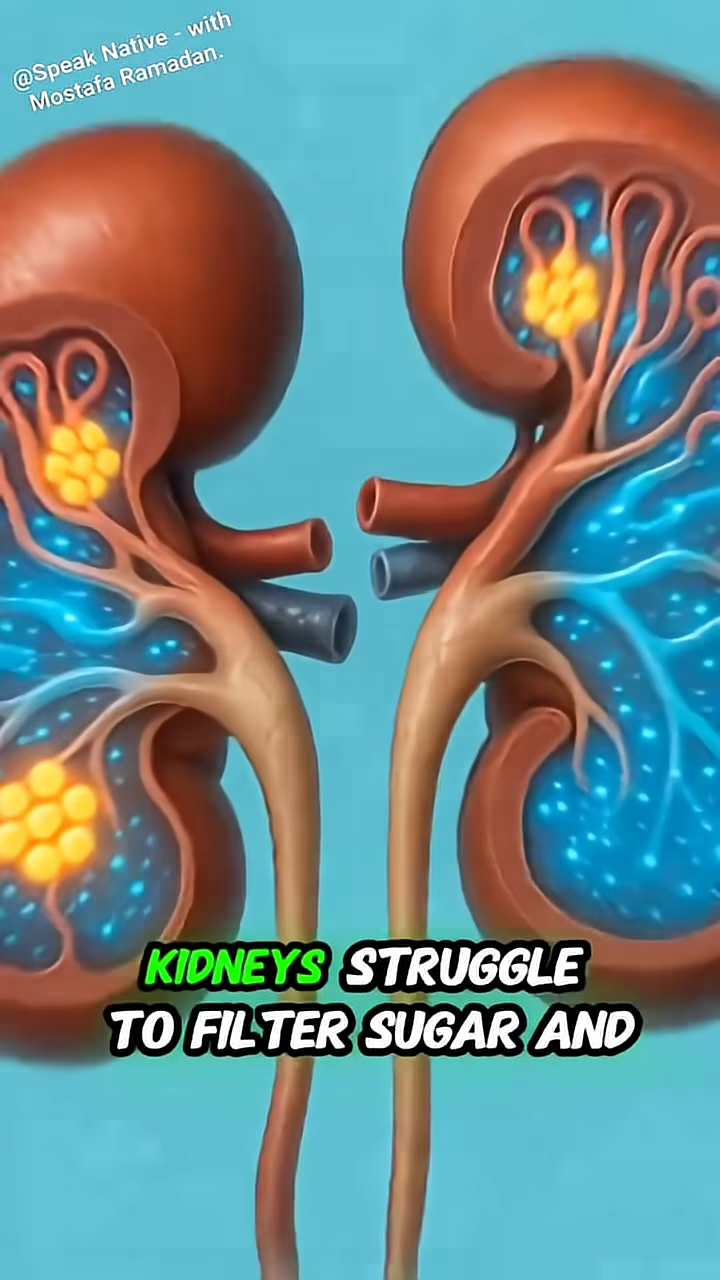 @Speak Native - with
Mostafa Ramadan.
KIDNEYS STRUGGLE
TO FILTER SUGAR AND